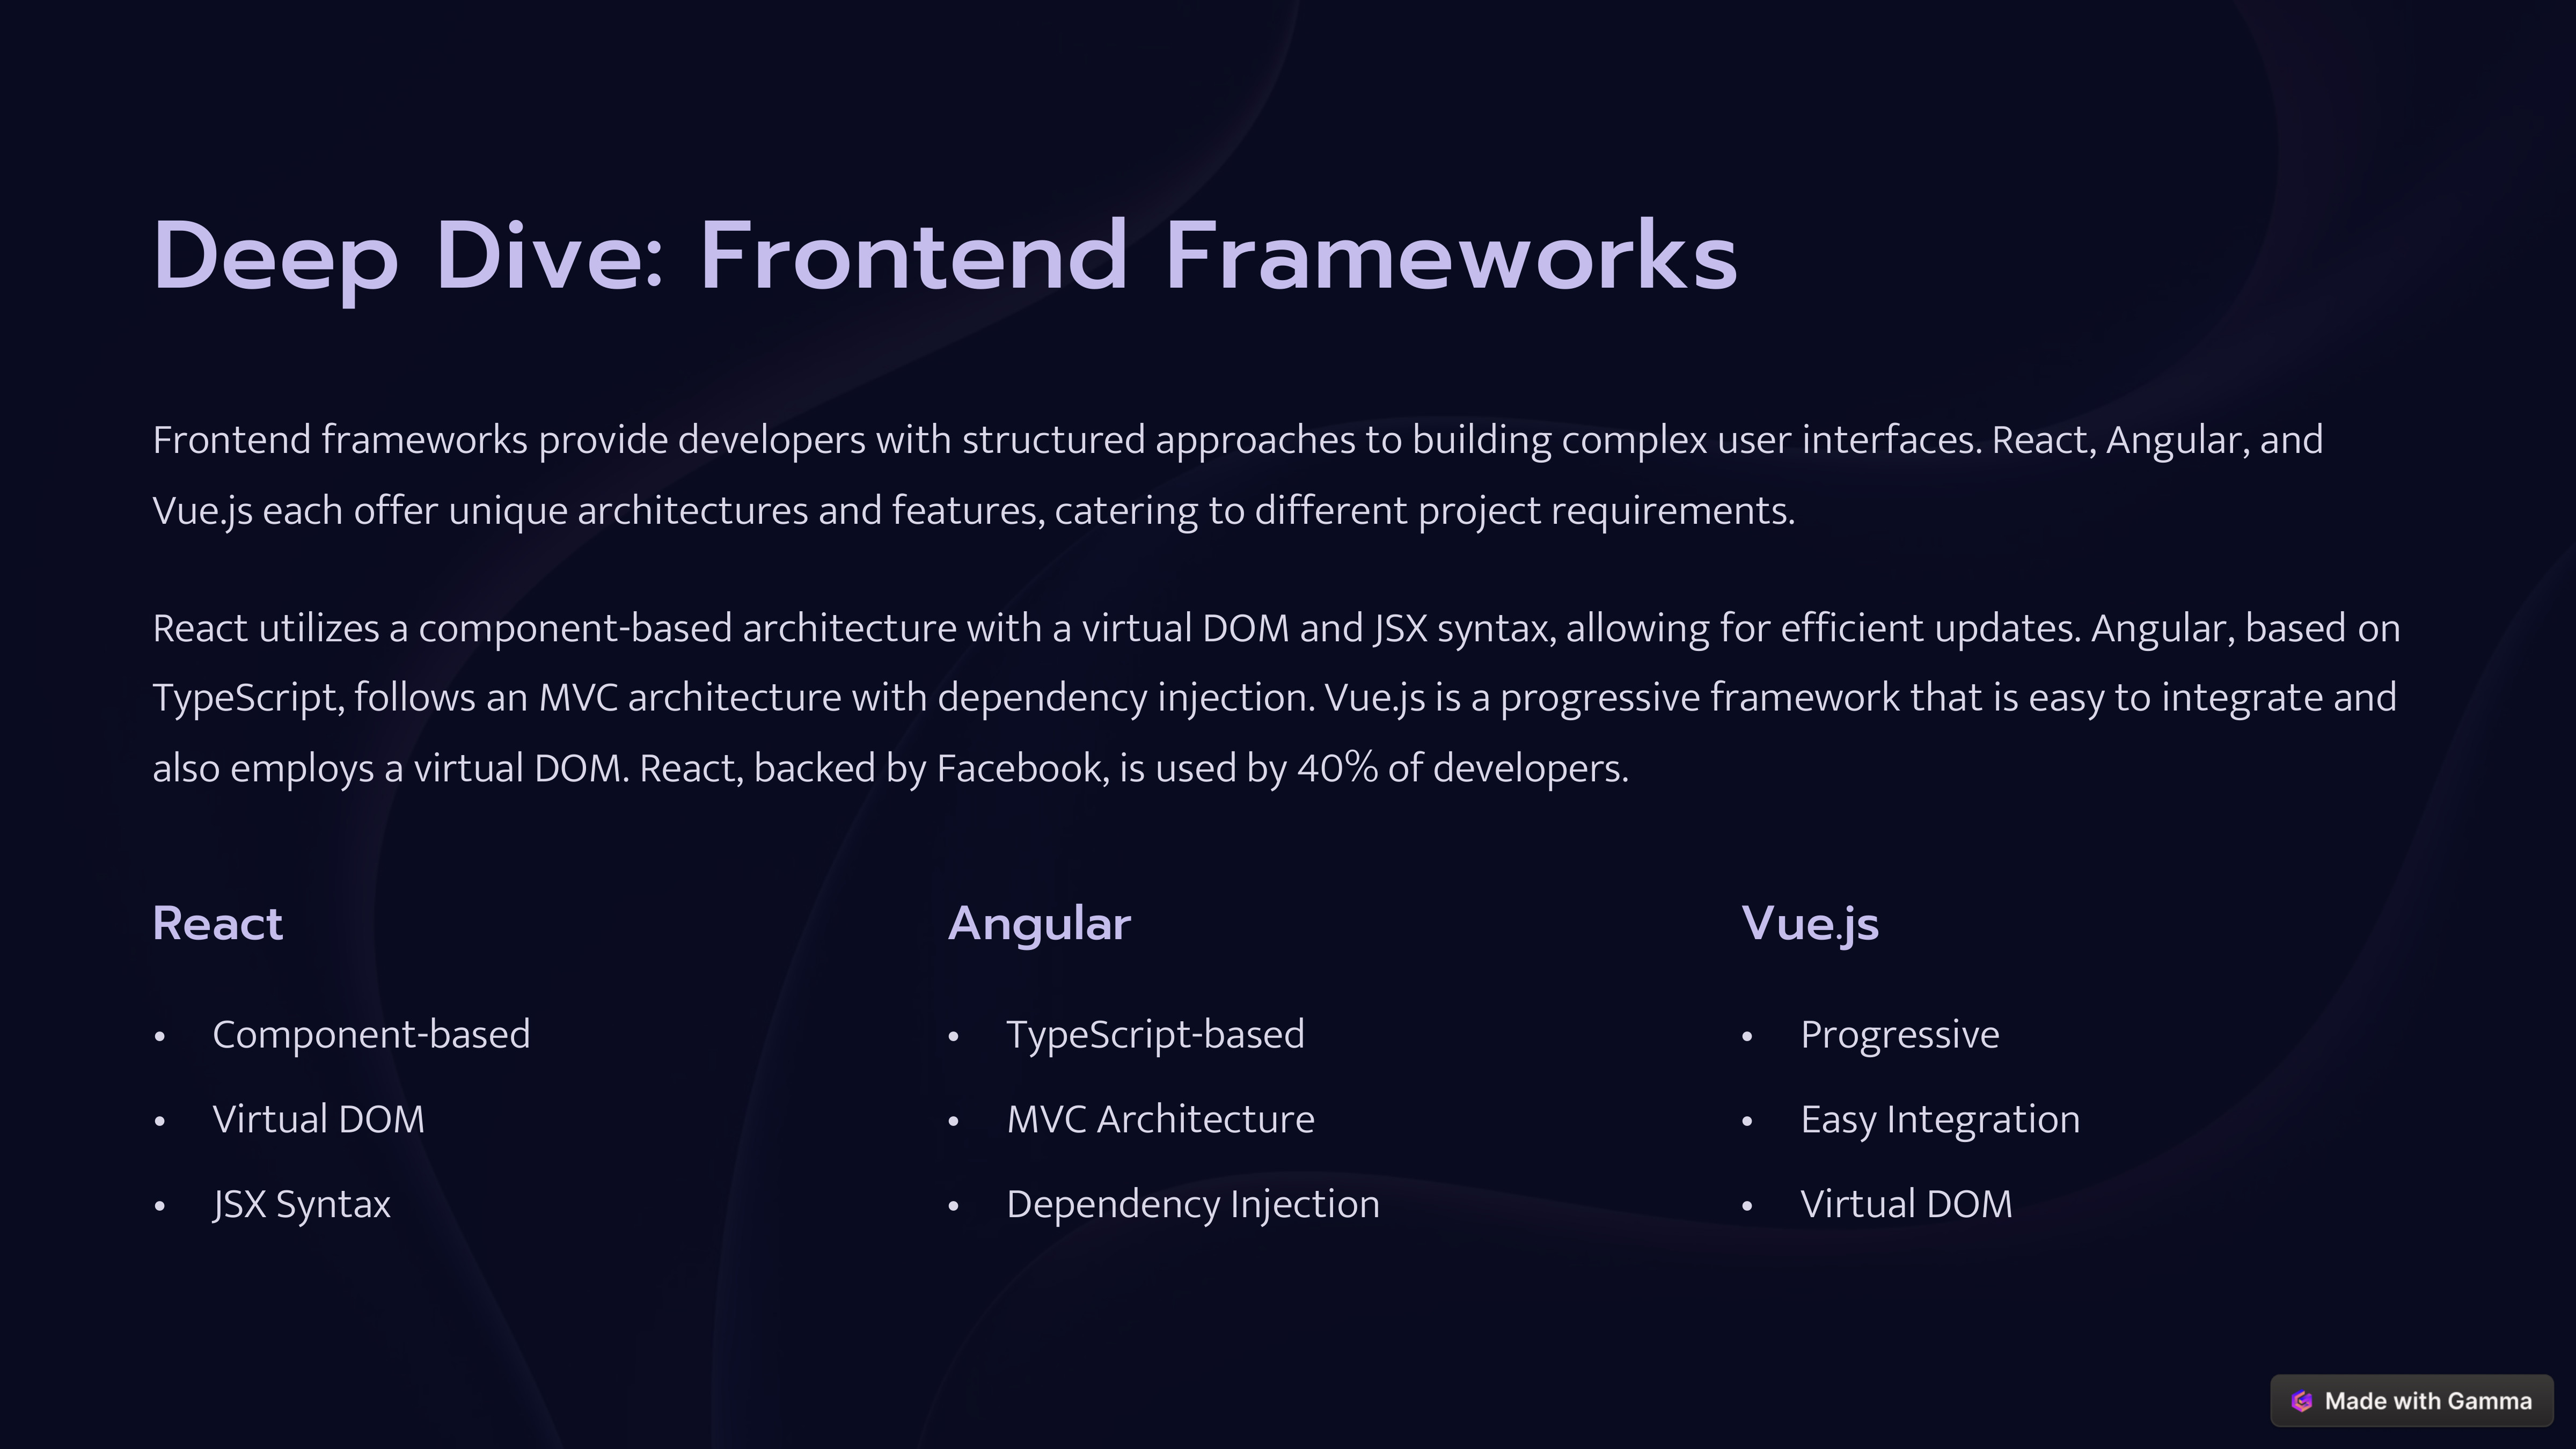 Deep Dive: Frontend Frameworks
Frontend frameworks provide developers with structured approaches to building complex user interfaces. React, Angular, and
Vue.js each offer unique architectures and features, catering to different project requirements.
React utilizes a component-based architecture with a virtual DOM and JSX syntax, allowing for efficient updates. Angular, based on
TypeScript, follows an MVC architecture with dependency injection. Vue.js is a progressive framework that is easy to integrate and
also employs a virtual DOM. React, backed by Facebook, is used by 40% of developers.
React
• Component-based
• Virtual DOM
• JSX Syntax
Angular
• TypeScript-based
• MVC Architecture
• Dependency Injection
Vue.js
• Progressive
• Easy Integration
• Virtual DOM
Made with Gamma